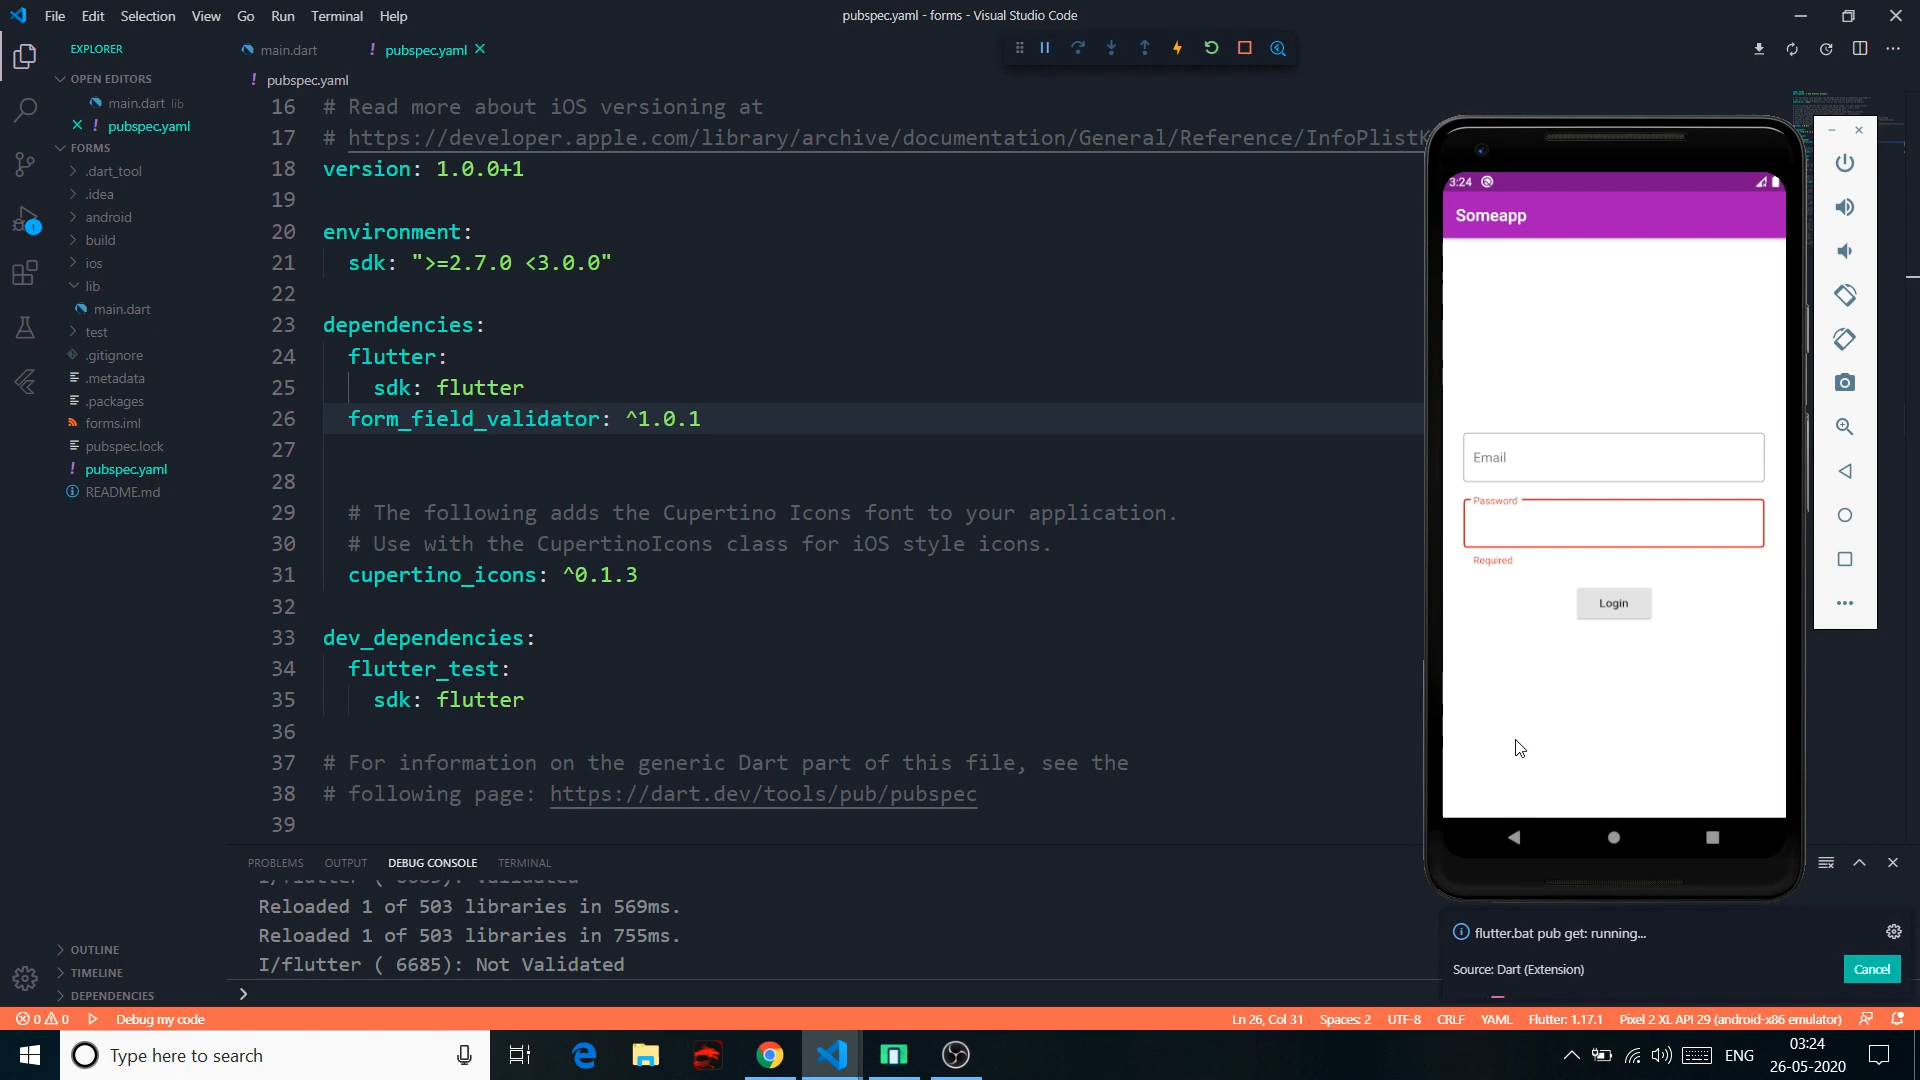 File Edit Selection View Go Run Terminal Help
pubspec.yaml - forms - Visual Studio Code
EXPLORER
OPEN EDITORS
main.dart lib
pubspec.yaml
FORMS
.dart_tool
.idea
android
build
ios
lib
main.dart
test
.gitignore
.metadata
.packages
forms.iml
pubspec.lock
pubspec.yaml
README.md
OUTLINE
TIMELINE
DEPENDENCIES
main.dart
! pubspec.yaml
! pubspec.yaml
16 # Read more about iOS versioning at
17 # https://developer.apple.com/library/archive/documentation/General/Reference/InfoPlistK
18 version: 1.0.0+1
19
20 environment:
21 sdk: ">=2.7.0 <3.0.0"
22
23 dependencies:
24 flutter:
25 sdk: flutter
26 form_field_validator: ^1.0.1
27
28
29 # The following adds the Cupertino Icons font to your application.
30 # Use with the CupertinoIcons class for iOS style icons.
31 cupertino_icons: ^0.1.3
32
33 dev_dependencies:
34 flutter_test:
35 sdk: flutter
36
37 # For information on the generic Dart part of this file, see the
38 # following page: https://dart.dev/tools/pub/pubspec
39
3:24
Someapp
Email
Password
Required
Login
PROBLEMS OUTPUT DEBUG CONSOLE TERMINAL
I/flutter ( 6685): Validated
Reloaded 1 of 503 libraries in 569ms.
Reloaded 1 of 503 libraries in 755ms.
I/flutter ( 6685): Not Validated
flutter.bat pub get: running...
Source: Dart (Extension)
Cancel
0 0 Debug my code
Ln 26, Col 31 Spaces: 2 UTF-8 CRLF YAML Flutter: 1.17.1 Pixel 2 XL API 29 (android-x86 emulator)
Type here to search
ENG
03:24
26-05-2020